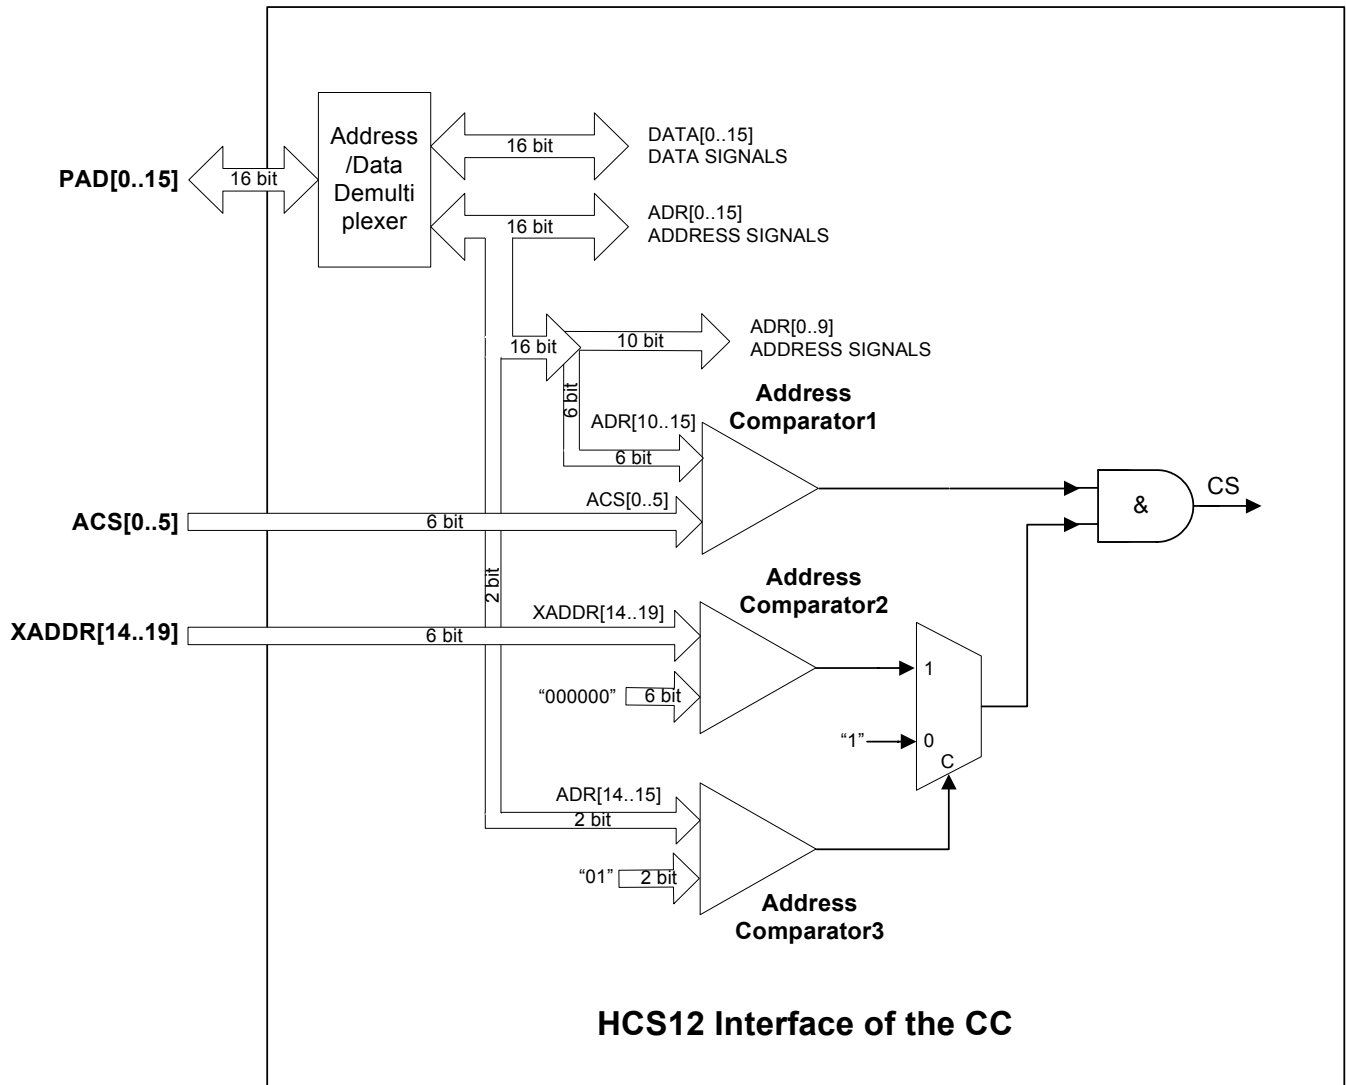 Address
/Data
Demulti
plexer
PAD[0..15]
16 bit
16 bit
DATA[0..15]
DATA SIGNALS
16 bit
ADR[0..15]
ADDRESS SIGNALS
16 bit
10 bit
ADR[0..9]
ADDRESS SIGNALS
6 bit
Address
Comparator1
ADR[10..15]
6 bit
ACS[0..5]
ACS[0..5]
6 bit
&
CS
2 bit
Address
Comparator2
XADDR[14..19]
XADDR[14..19]
6 bit
"000000"
6 bit
1
"1"
0
C
ADR[14..15]
2 bit
"01"
2 bit
Address
Comparator3
HCS12 Interface of the CC